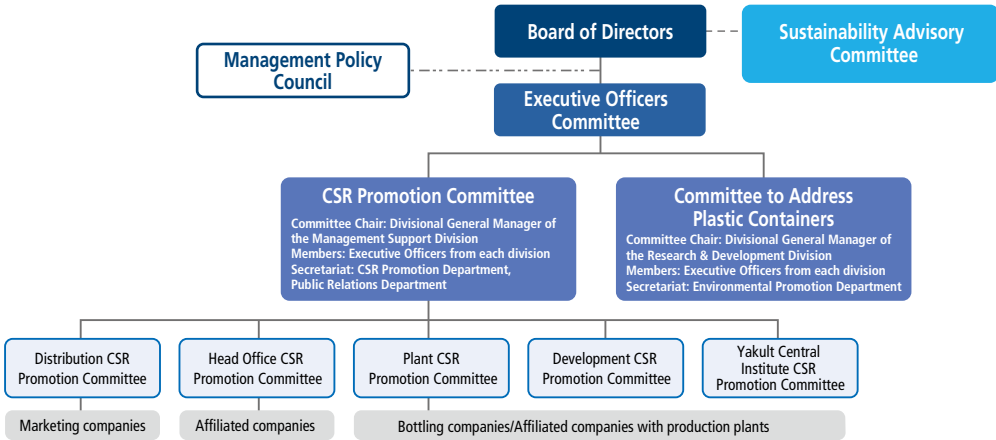 Board of Directors
Sustainability Advisory
Committee
Management Policy
Council
Executive Officers
Committee
CSR Promotion Committee
Committee Chair: Divisional General Manager of
the Management Support Division
Members: Executive Officers from each division
Secretariat: CSR Promotion Department,
Public Relations Department
Committee to Address
Plastic Containers
Committee Chair: Divisional General Manager of
the Research & Development Division
Members: Executive Officers from each division
Secretariat: Environmental Promotion Department
Distribution CSR
Promotion Committee
Head Office CSR
Promotion Committee
Plant CSR
Promotion Committee
Development CSR
Promotion Committee
Yakult Central
Institute CSR
Promotion Committee
Marketing companies
Affiliated companies
Bottling companies/Affiliated companies with production plants